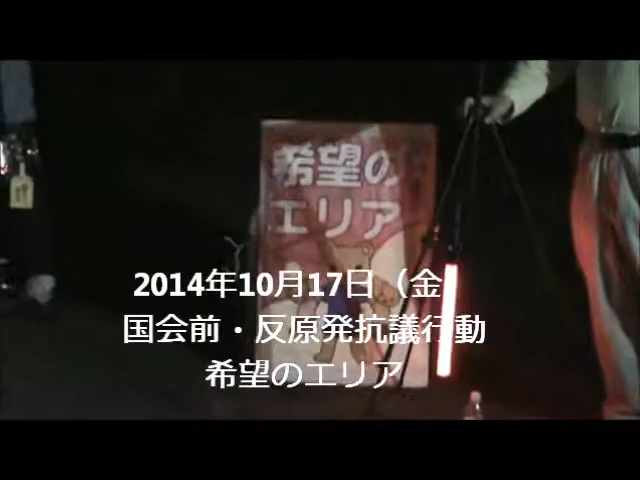 希望の
エリア
2014年10月17日（金
国会前・反原発抗議行動
希望のエリア